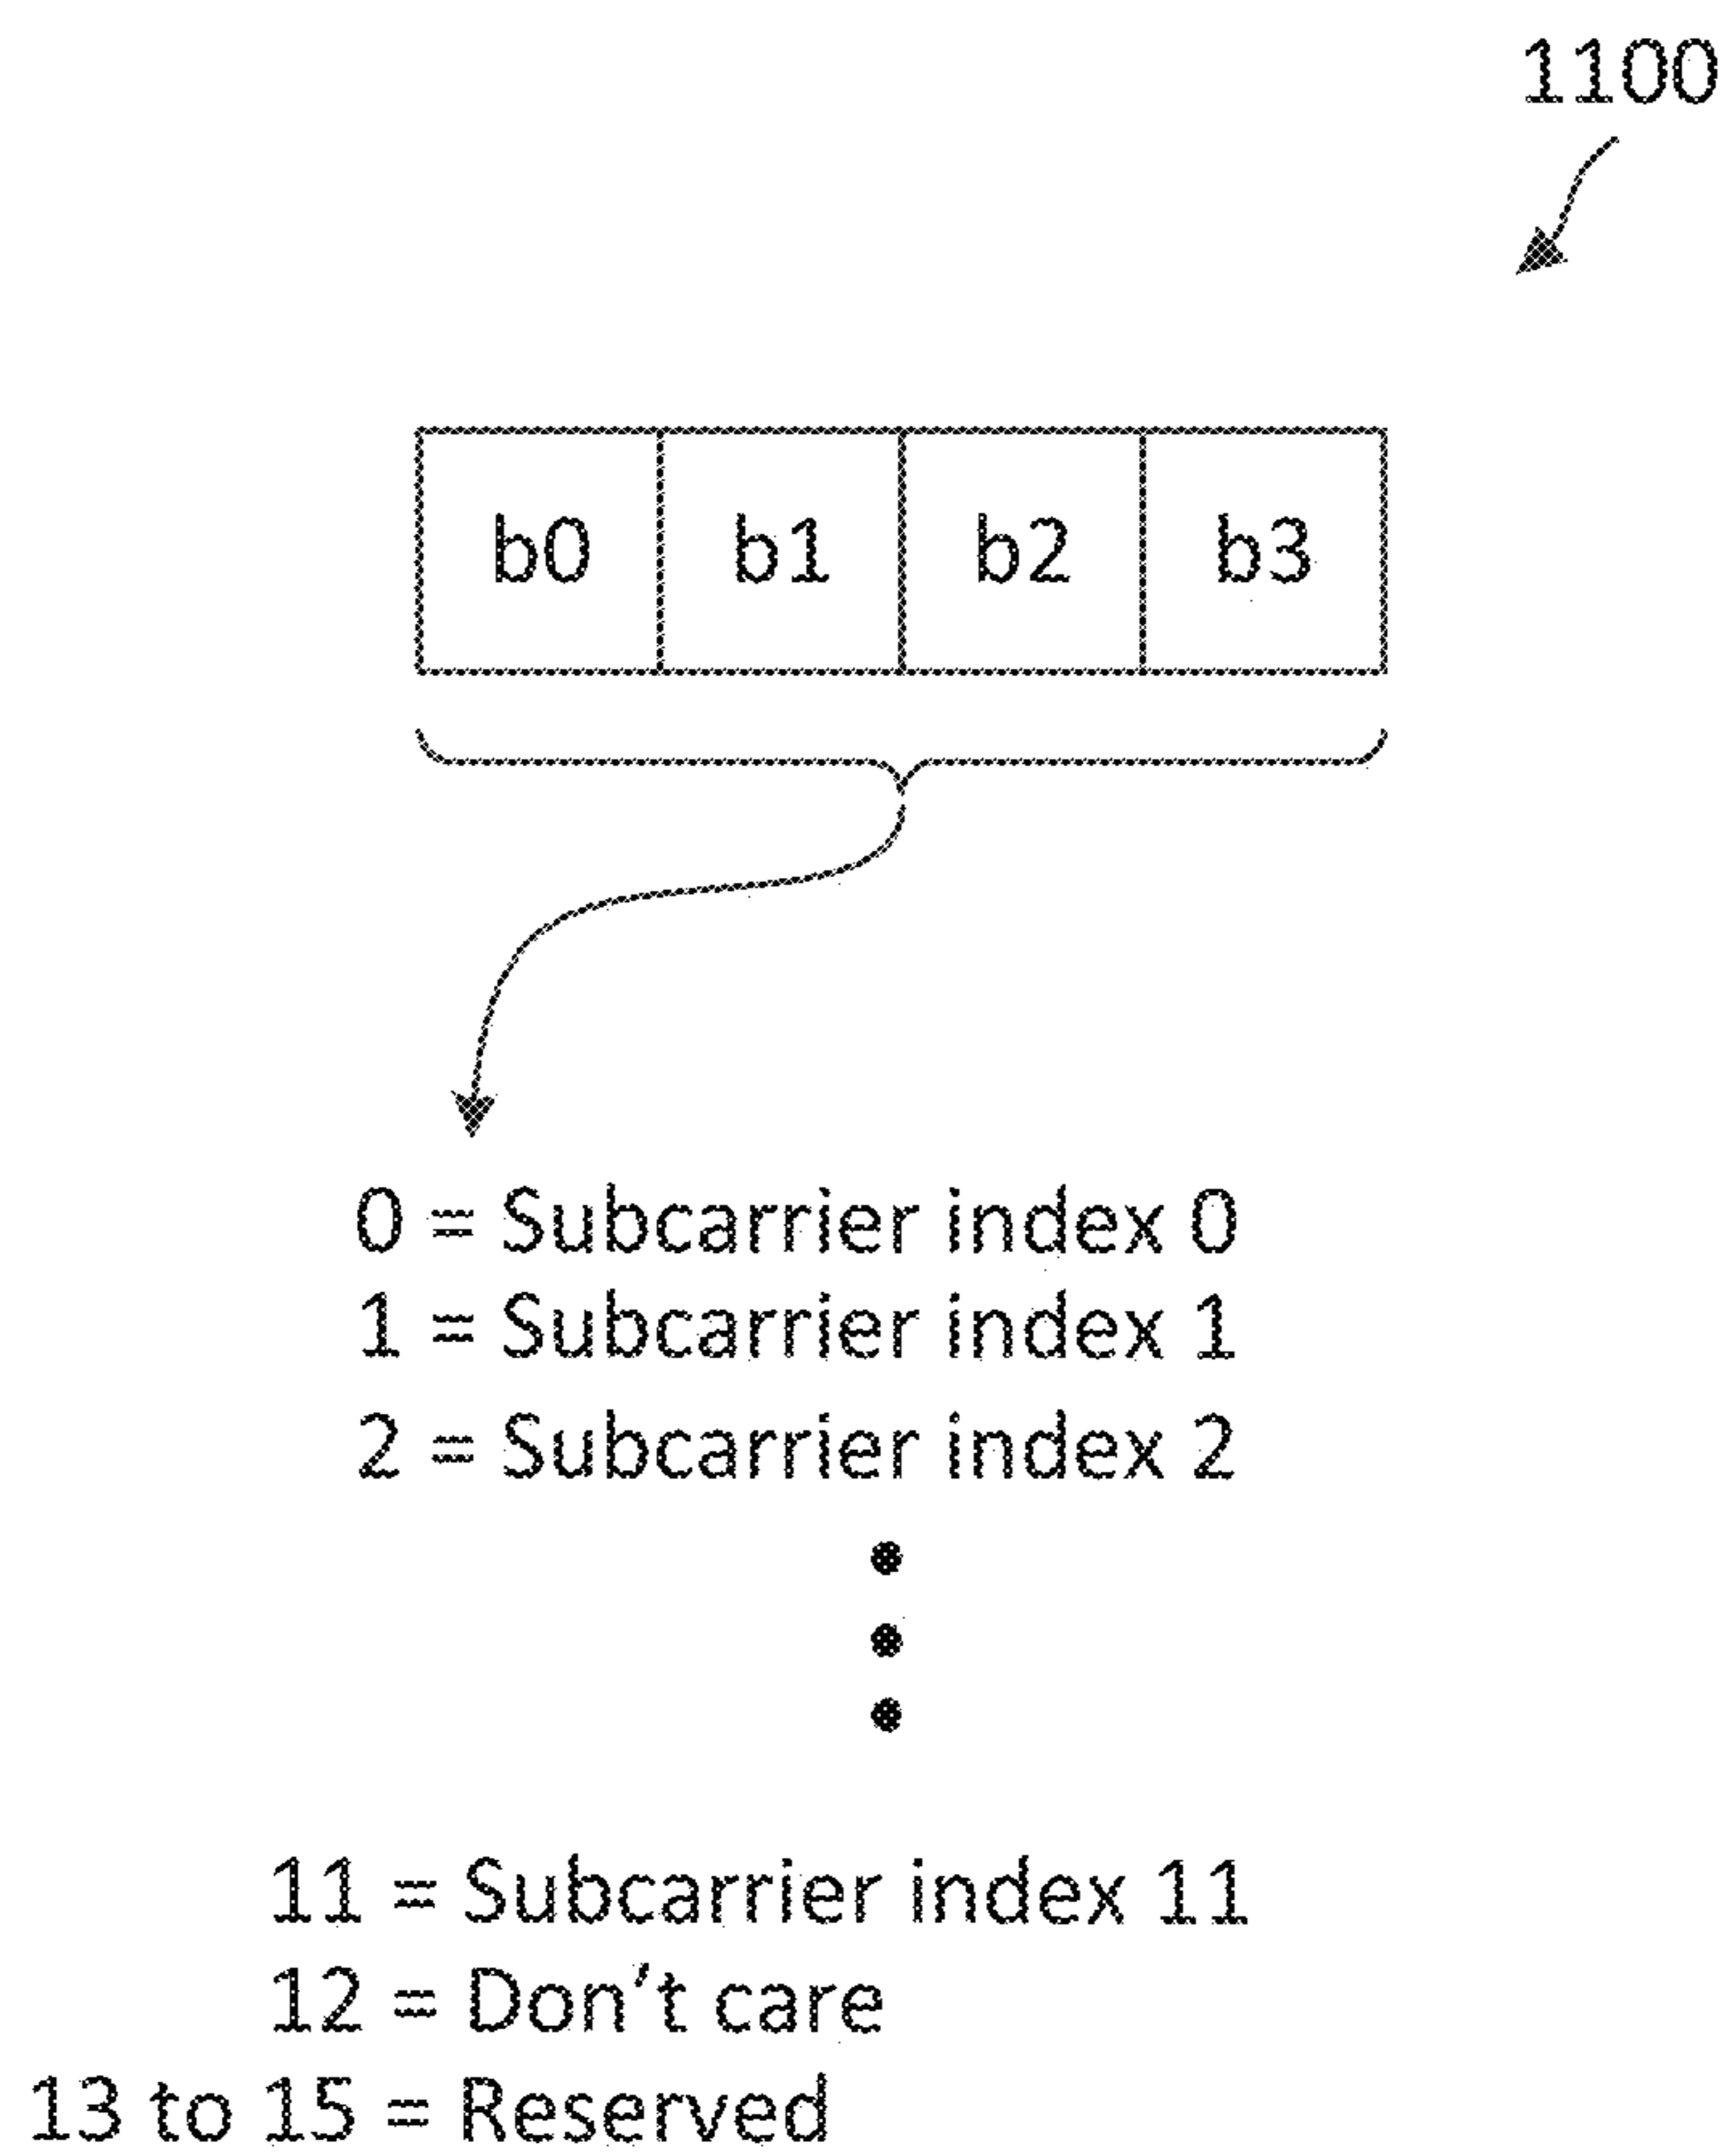 1100
b0 b1 b2 b3
0 = Subcarrier index 0
1 = Subcarrier index 1
2 = Subcarrier index 2
11 = Subcarrier index 11
12 = Don't care
13 to 15 = Reserved